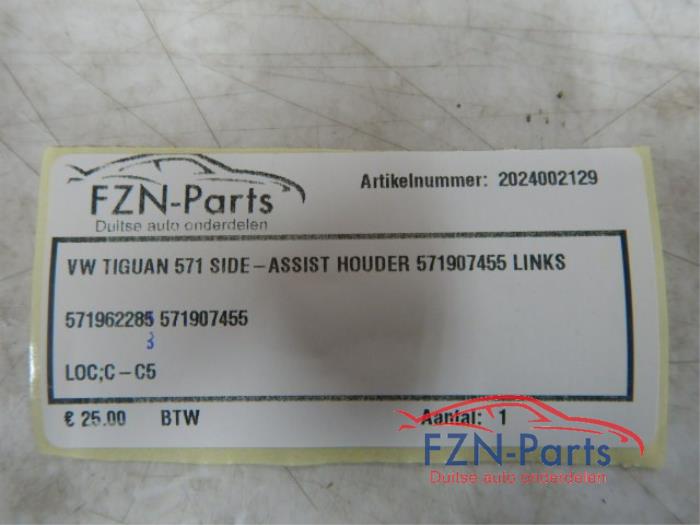 FZN-Parts
Duitse auto onderdelen
Artikelnummer: 2024002129
VW TIGUAN 571 SIDE-ASSIST HOUDER 571907455 LINKS
571962285 571907455
3
LOC;C-C5
€ 25.00 BTW Aantal: 1
FZN-Parts
Duitse auto onderdelen